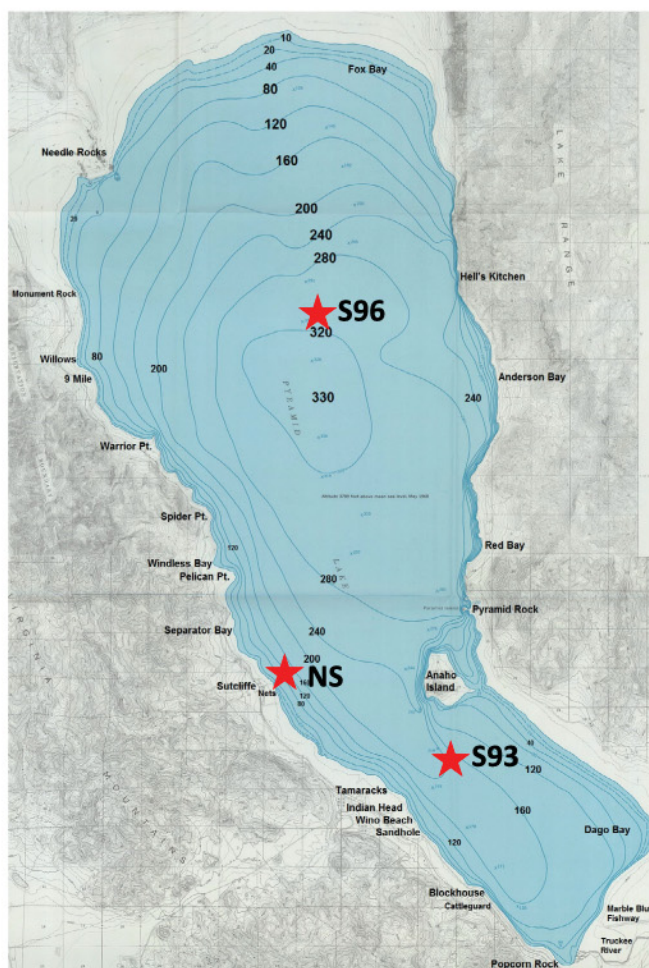 10
20
40
Fox Bay
80
120
Needle Rocks
160
LAKE
RANGE
200
20
240
280
Hell's Kitchen
Monument Rock
S96
320
Willows
80
200
9 Mile
Anderson Bay
330
240
PYRAMID
Warrior Pt.
Spider Pt.
120
Red Bay
Windless Bay
Pelican Pt.
280
LAKE
Pyramid Rock
Separator Bay
240
200
NS
Anaho
Island
Sutcliffe
Nets
160
120
80
S93
40
120
Tamaracks
Indian Head
Wino Beach
Sandhole
160
Dago Bay
120
MOUNTAINS
Blockhouse
Cattleguard
Marble Blu
Fishway
Truckee
River
Popcorn Rock